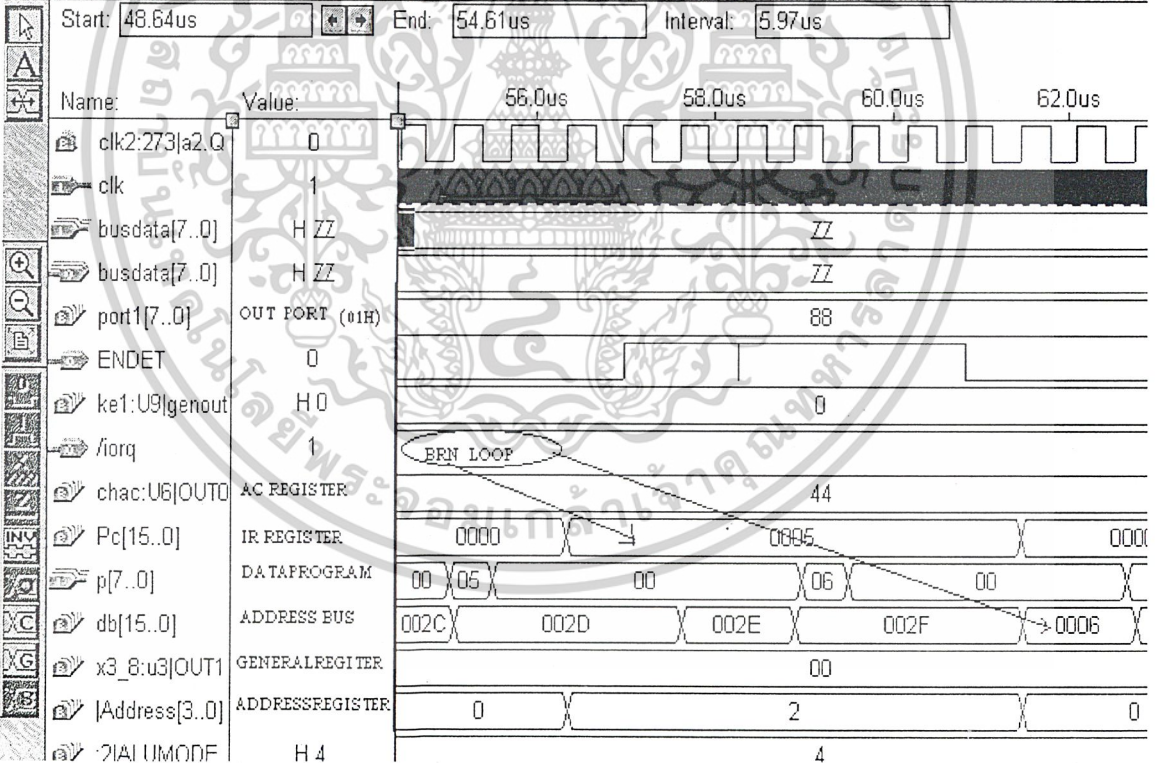 Start: 48.64us End: 54.61us Interval: 5.97us
Name: Value: 56.0us 58.0us 60.0us 62.0us
clk2:273|a2.Q 0
clk 1
busdata[7..0] H ZZ ZZ
busdata[7..0] H ZZ ZZ
port1[7..0] OUT PORT (01H) 88
ENDET 0
ke1:U9|genout H 0 0
/iorq 1 BRN LOOP
chac:U6|OUT0 AC REGISTER 44
Pc[15..0] IR REGISTER 0000 0005 0000
p[7..0] DATAPROGRAM 00 05 00 06 00
db[15..0] ADDRESS BUS 002C 002D 002E 002F 0006
x3_8:u3|OUT1 GENERALREGITER 00
|Address[3..0] ADDRESSREGISTER 0 2 0
:2|ALUMODE H 4 4